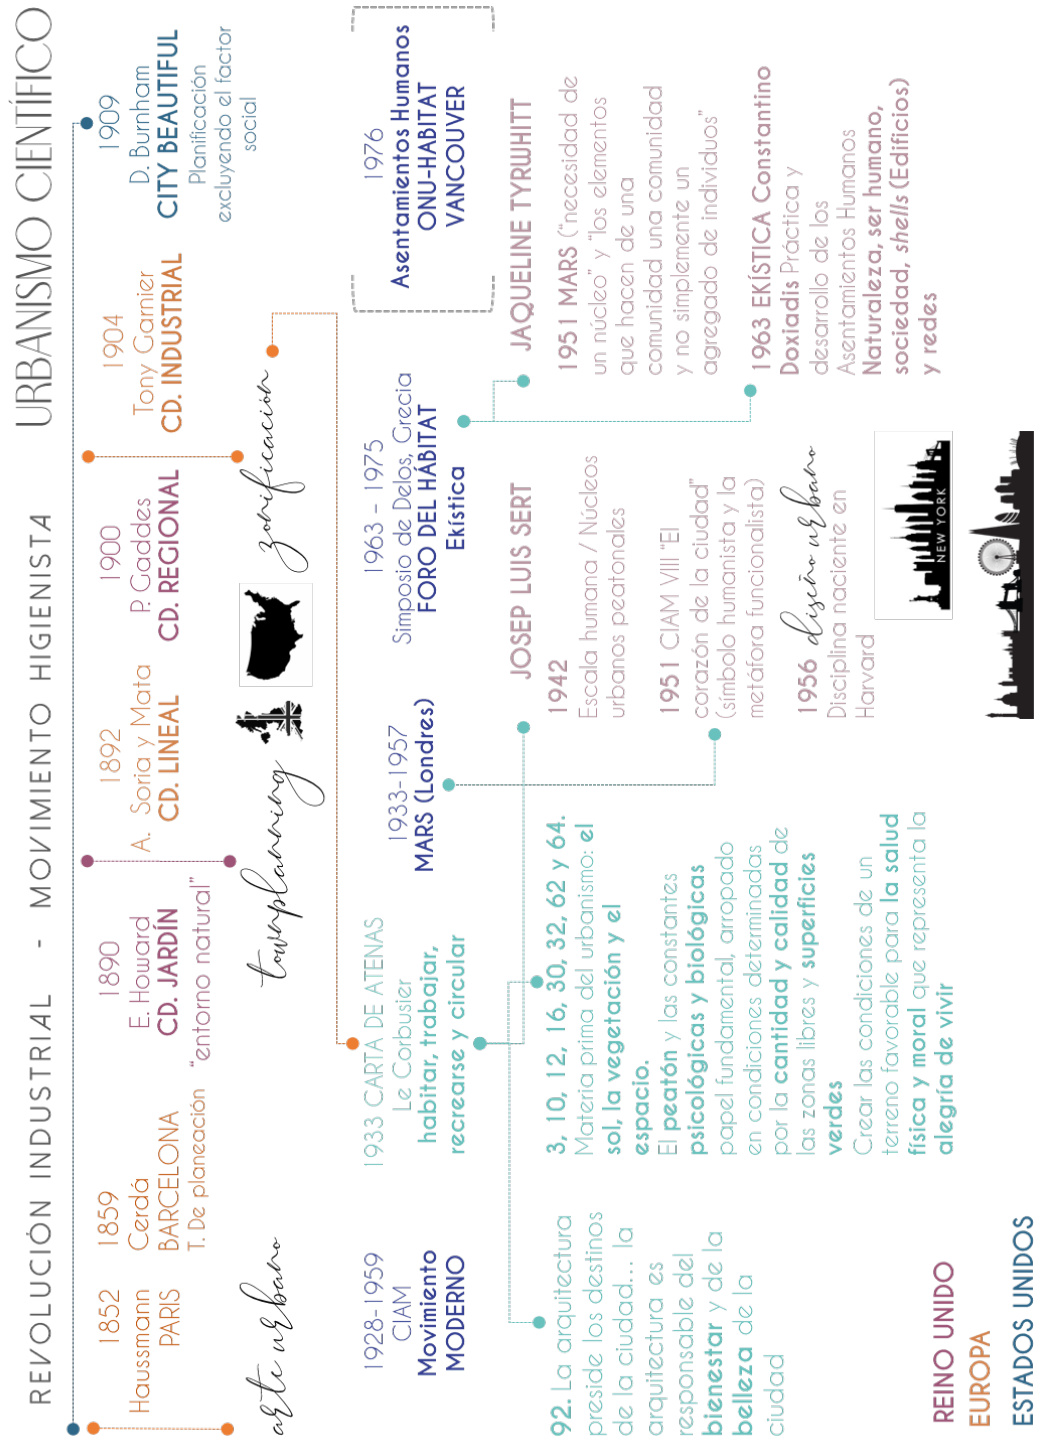 REVOLUCIÓN INDUSTRIAL - MOVIMIENTO HIGIENISTA
URBANISMO CIENTÍFICO
1852
Haussmann
PARIS
1859
Cerdá
BARCELONA
T. De planeación
1890
E. Howard
CD. JARDÍN
"entorno natural"
1892
A. Soria y Mata
CD. LINEAL
1900
P. Gaddes
CD. REGIONAL
1904
Tony Garnier
CD. INDUSTRIAL
1909
D. Burnham
CITY BEAUTIFUL
Planificación
excluyendo el factor
social
arte urbano
townplanning
zonificación
1928-1959
CIAM
Movimiento
MODERNO
1933 CARTA DE ATENAS
Le Corbusier
habitar, trabajar,
recrearse y circular
1933-1957
MARS (Londres)
1963 – 1975
Simposio de Delos, Grecia
FORO DEL HÁBITAT
Ekística
1976
Asentamientos Humanos
ONU-HABITAT
VANCOUVER
92. La arquitectura
preside los destinos
de la ciudad... la
arquitectura es
responsable del
bienestar y de la
belleza de la
ciudad
3, 10, 12, 16, 30, 32, 62 y 64.
Materia prima del urbanismo: el
sol, la vegetación y el
espacio.
El peatón y las constantes
psicológicas y biológicas
papel fundamental, arropado
en condiciones determinadas
por la cantidad y calidad de
las zonas libres y superficies
verdes
Crear las condiciones de un
terreno favorable para la salud
física y moral que representa la
alegría de vivir
JOSEP LUIS SERT
1942
Escala humana / Núcleos
urbanos peatonales
1951 CIAM VIII "El
corazón de la ciudad"
(símbolo humanista y la
metáfora funcionalista)
1956 diseño urbano
Disciplina naciente en
Harvard
JAQUELINE TYRWHITT
1951 MARS ("necesidad de
un núcleo" y "los elementos
que hacen de una
comunidad una comunidad
y no simplemente un
agregado de individuos"
1963 EKÍSTICA Constantino
Doxiadis Práctica y
desarrollo de los
Asentamientos Humanos
Naturaleza, ser humano,
sociedad, shells (Edificios)
y redes
NEW YORK
REINO UNIDO
EUROPA
ESTADOS UNIDOS